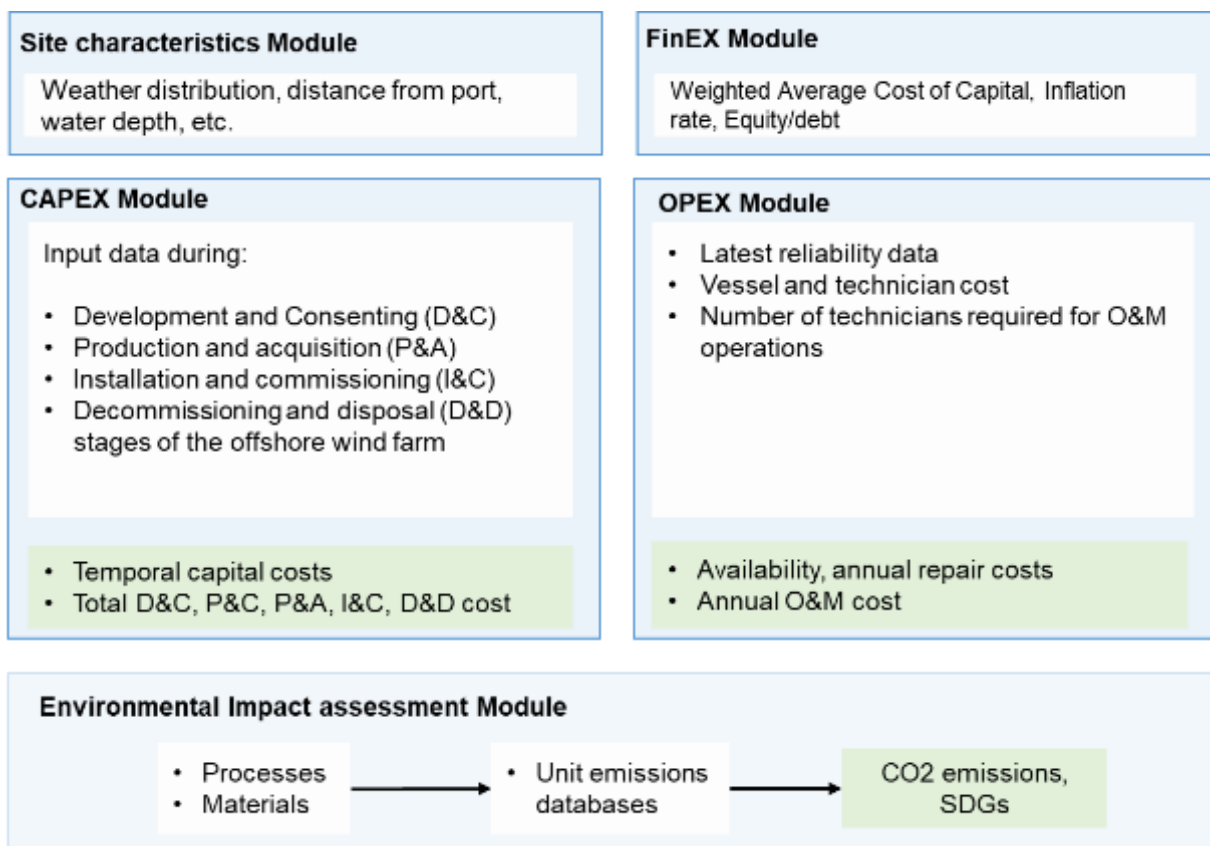 Site characteristics Module
Weather distribution, distance from port,
water depth, etc.
FinEX Module
Weighted Average Cost of Capital, Inflation
rate, Equity/debt
CAPEX Module
Input data during:
• Development and Consenting (D&C)
• Production and acquisition (P&A)
• Installation and commissioning (I&C)
• Decommissioning and disposal (D&D)
stages of the offshore wind farm
• Temporal capital costs
• Total D&C, P&C, P&A, I&C, D&D cost
OPEX Module
• Latest reliability data
• Vessel and technician cost
• Number of technicians required for O&M
operations
• Availability, annual repair costs
• Annual O&M cost
Environmental Impact assessment Module
• Processes
• Materials
• Unit emissions
databases
CO2 emissions,
SDGs